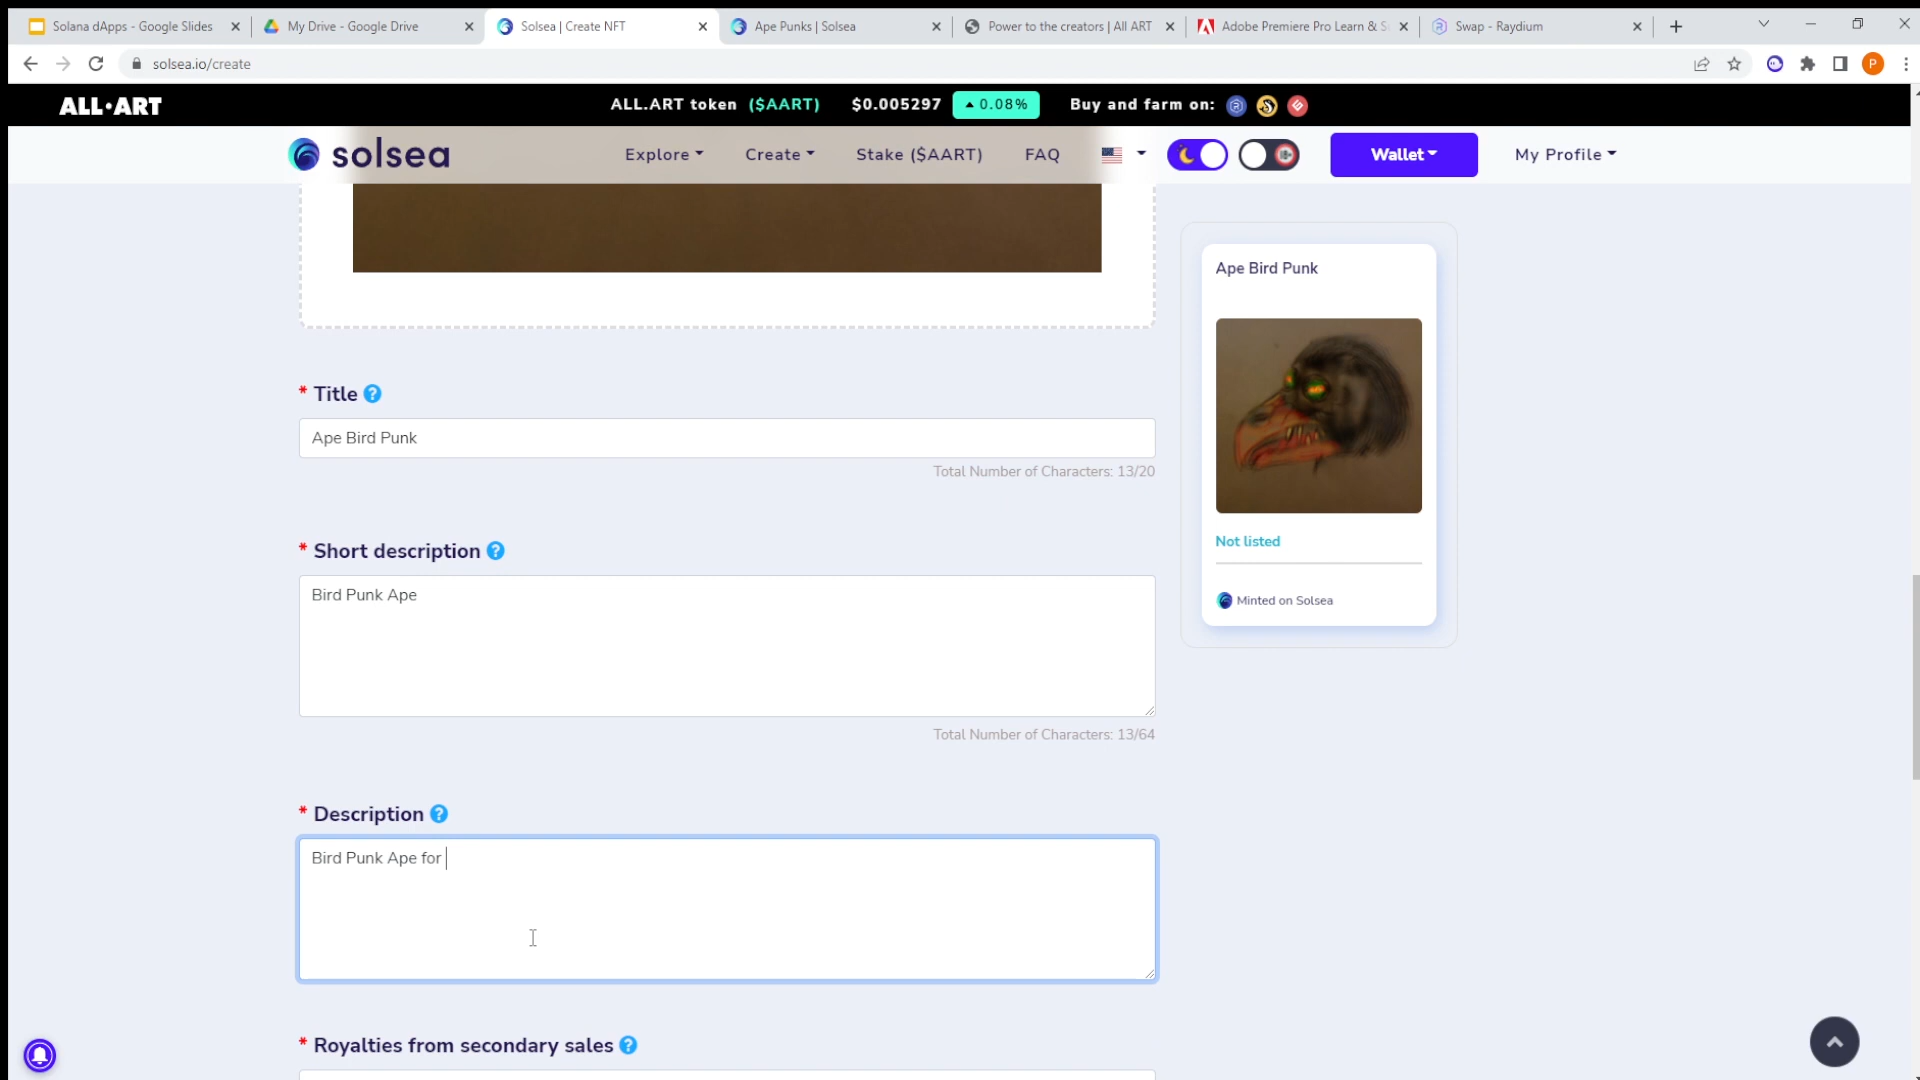 Solana dApps - Google Slides
My Drive - Google Drive
Solsea | Create NFT
Ape Punks | Solsea
Power to the creators | All ART
Adobe Premiere Pro Learn & S
Swap - Raydium
solsea.io/create
P
ALL•ART
ALL.ART token ($AART) $0.005297 0.08% Buy and farm on:
solsea
Explore
Create
Stake ($AART)
FAQ
Wallet
My Profile
Ape Bird Punk
* Title ?
Ape Bird Punk
Total Number of Characters: 13/20
* Short description ?
Bird Punk Ape
Total Number of Characters: 13/64
Not listed
Minted on Solsea
* Description ?
Bird Punk Ape for
* Royalties from secondary sales ?